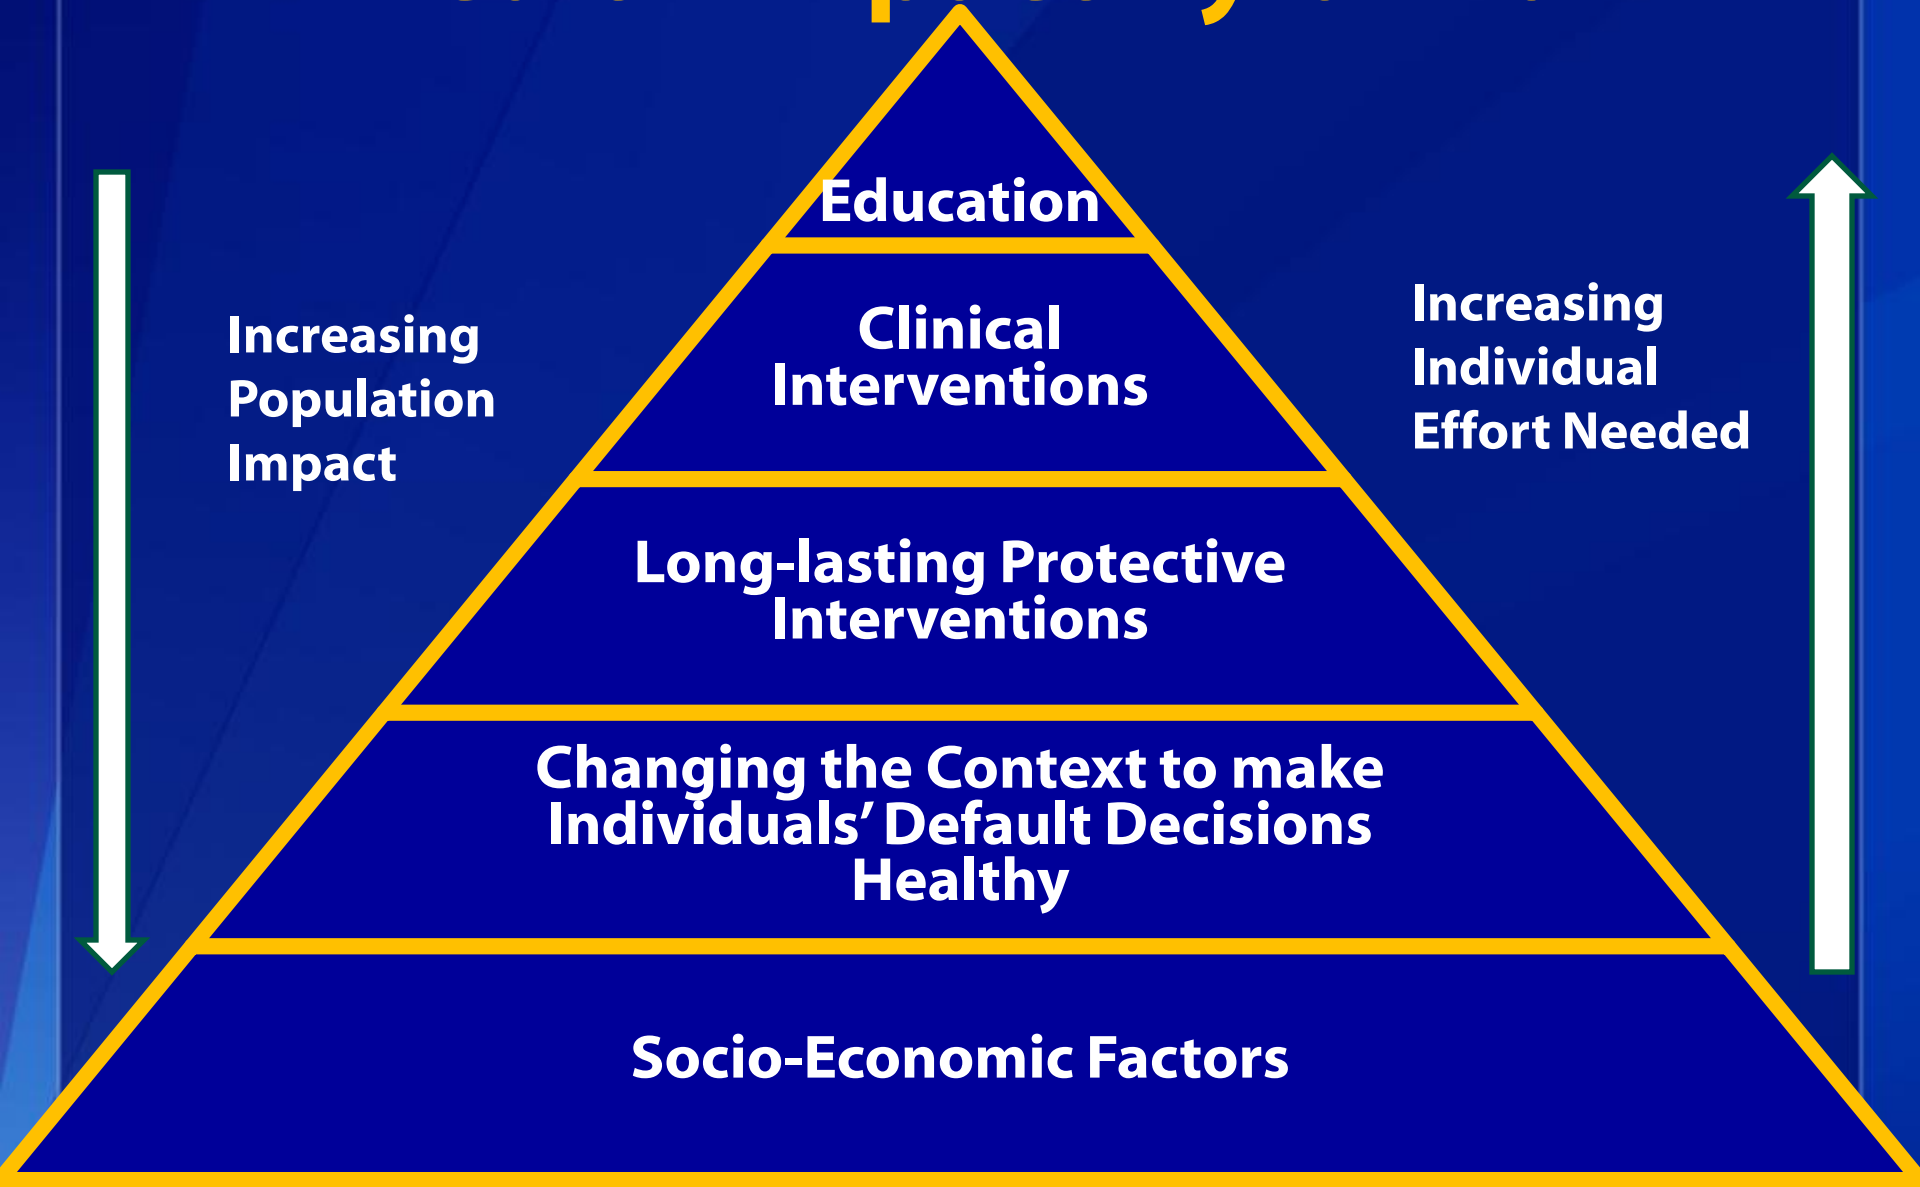 Education
Clinical
Interventions
Increasing
Population
Impact
Increasing
Individual
Effort Needed
Long-lasting Protective
Interventions
Changing the Context to make
Individuals’ Default Decisions
Healthy
Socio-Economic Factors